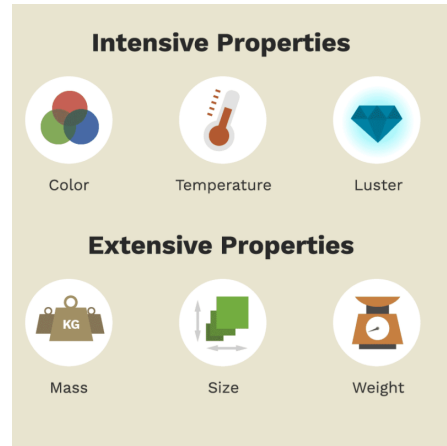 Intensive Properties
Color Temperature Luster
Extensive Properties
KG
Mass Size Weight